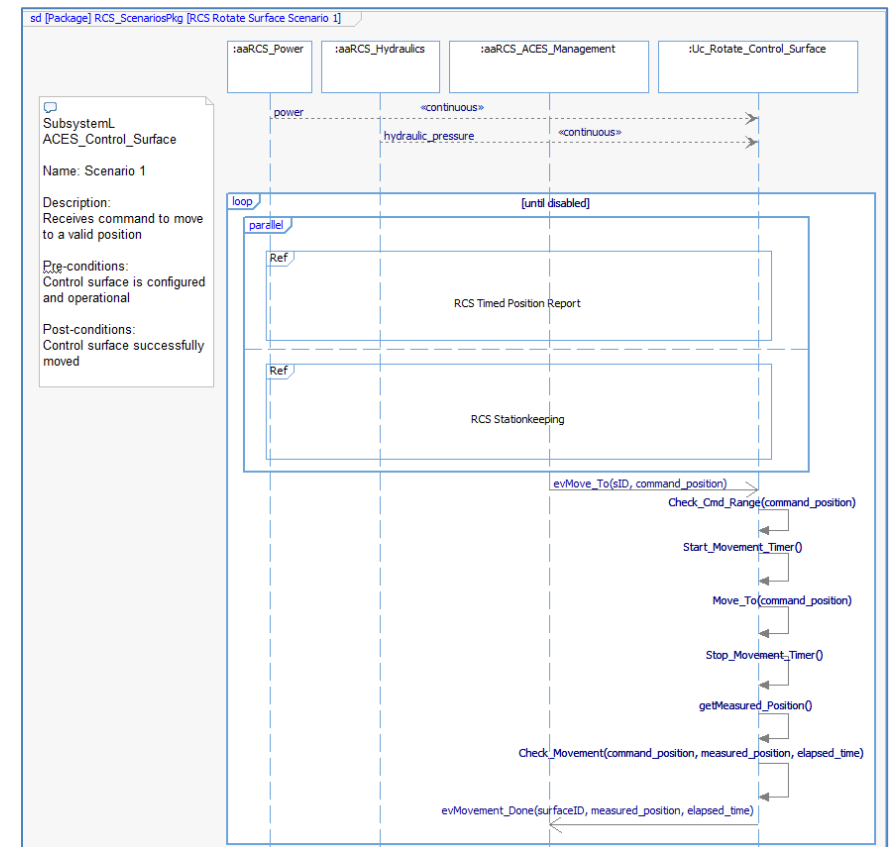 sd [Package] RCS_ScenariosPkg [RCS Rotate Surface Scenario 1]
:aaRCS_Power
:aaRCS_Hydraulics
:aaRCS_ACES_Management
:Uc_Rotate_Control_Surface
SubsystemL
ACES_Control_Surface
Name: Scenario 1
Description:
Receives command to move
to a valid position
Pre-conditions:
Control surface is configured
and operational
Post-conditions:
Control surface successfully
moved
power
«continuous»
hydraulic_pressure
«continuous»
loop
[until disabled]
parallel
Ref
RCS Timed Position Report
Ref
RCS Stationkeeping
evMove_To(sID, command_position)
Check_Cmd_Range(command_position)
Start_Movement_Timer()
Move_To(command_position)
Stop_Movement_Timer()
getMeasured_Position()
Check_Movement(command_position, measured_position, elapsed_time)
evMovement_Done(surfaceID, measured_position, elapsed_time)